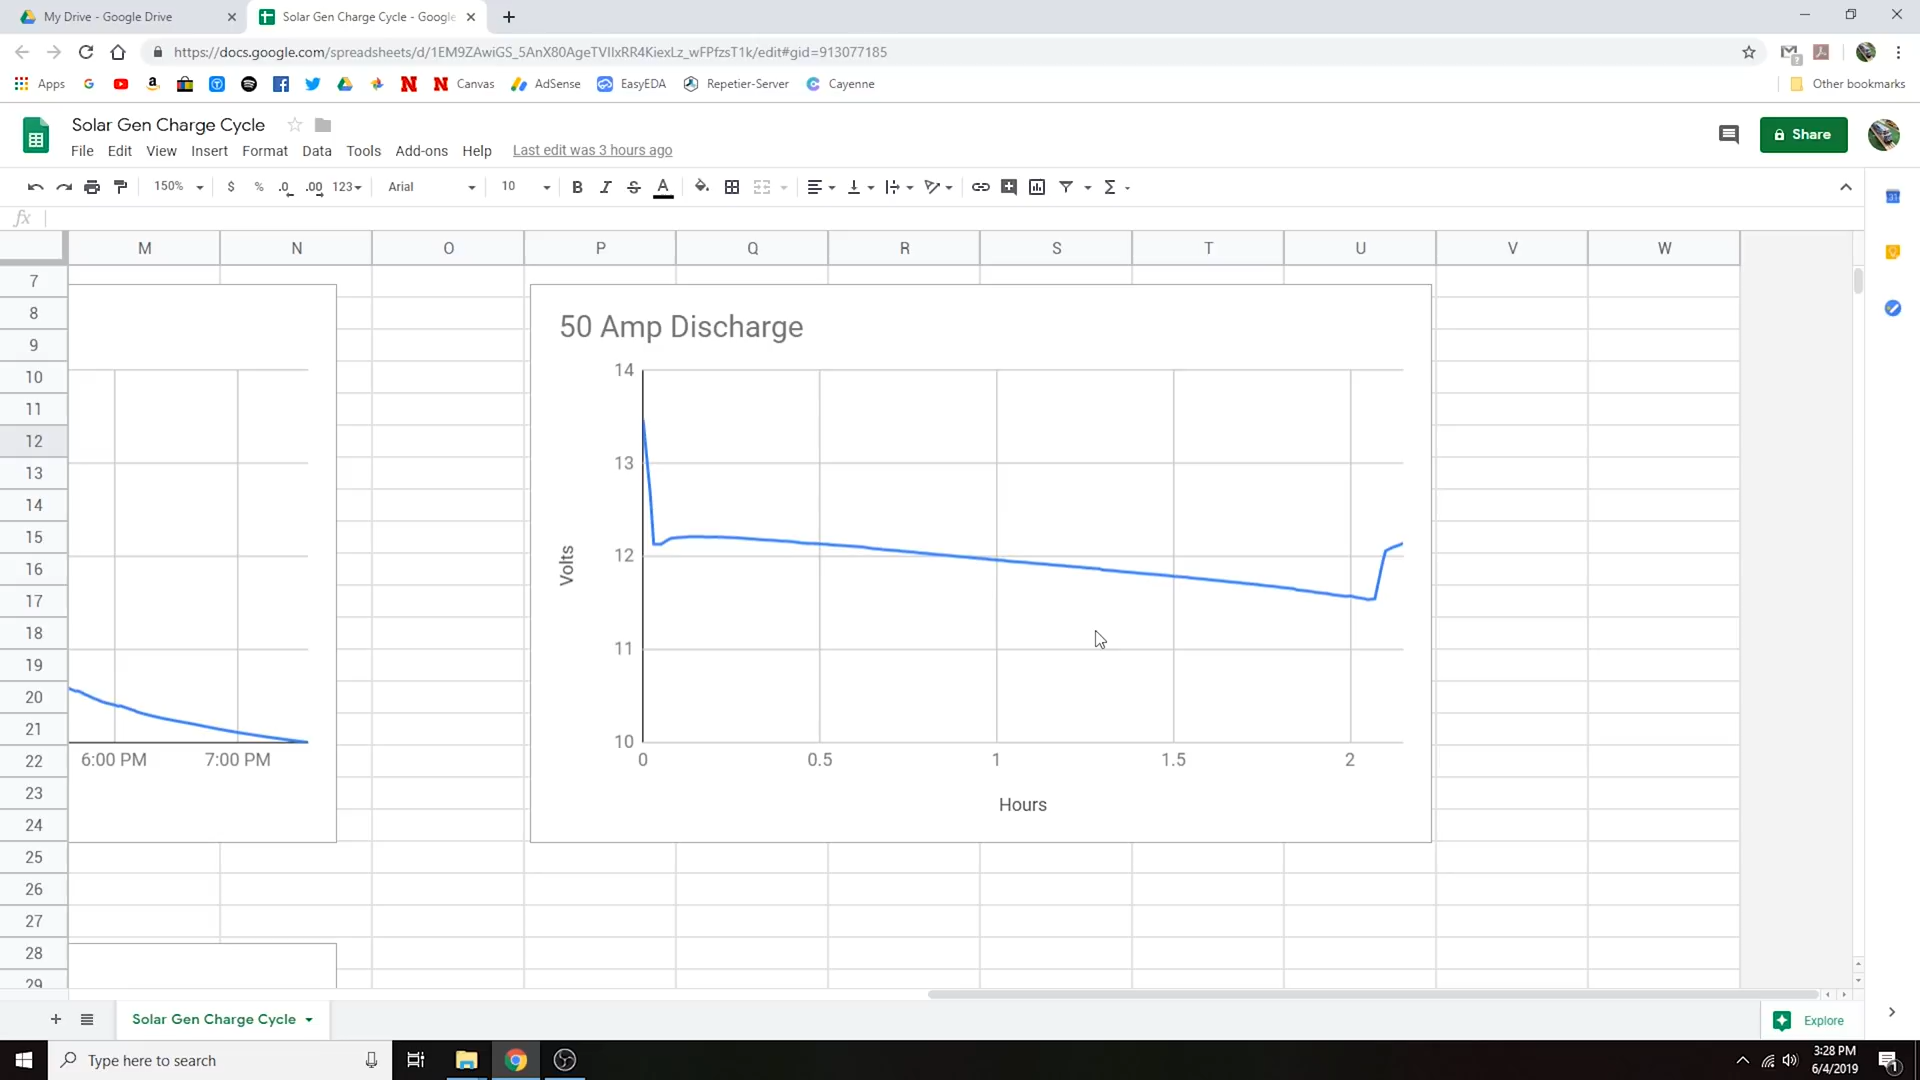 My Drive - Google Drive
Solar Gen Charge Cycle - Google
https://docs.google.com/spreadsheets/d/1EM9ZAwiGS_5AnX80AgeTVIIxRR4KiexLz_wFPfzsT1k/edit#gid=913077185
Apps
Canvas
AdSense
EasyEDA
Repetier-Server
Cayenne
Other bookmarks
Solar Gen Charge Cycle
File Edit View Insert Format Data Tools Add-ons Help Last edit was 3 hours ago
Share
150% $ % .0 .00 123 Arial 10 B I S A Σ
fx
M N O P Q R S T U V W
7
8
9
10
11
12
13
14
15
16
17
18
19
20
21
22
23
24
25
26
27
28
29
6:00 PM 7:00 PM
50 Amp Discharge
14
13
12
11
10
Volts
0 0.5 1 1.5 2
Hours
Solar Gen Charge Cycle
Explore
Type here to search
3:28 PM
6/4/2019
1